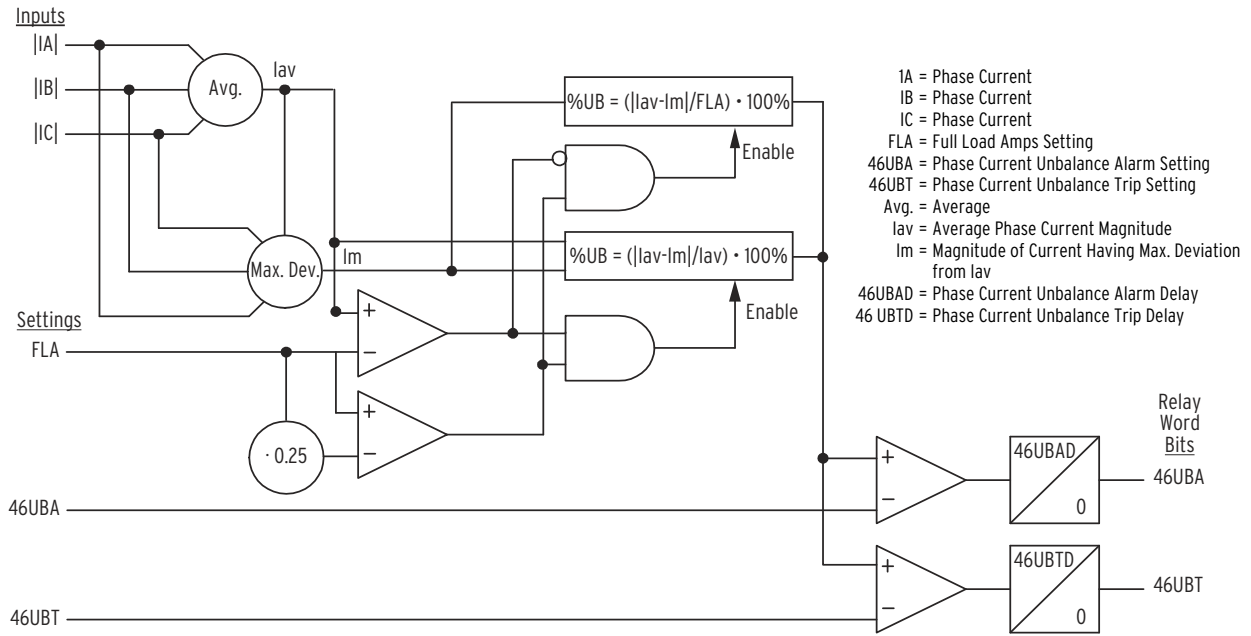 Inputs
|IA|
|IB|
|IC|
Avg.
Iav
Max. Dev.
Im
%UB = (|Iav-Im|/FLA) · 100%
Enable
%UB = (|Iav-Im|/Iav) · 100%
Enable
Settings
FLA
+
−
+
−
· 0.25
46UBA
46UBT
1A = Phase Current
IB = Phase Current
IC = Phase Current
FLA = Full Load Amps Setting
46UBA = Phase Current Unbalance Alarm Setting
46UBT = Phase Current Unbalance Trip Setting
Avg. = Average
Iav = Average Phase Current Magnitude
Im = Magnitude of Current Having Max. Deviation
from Iav
46UBAD = Phase Current Unbalance Alarm Delay
46 UBTD = Phase Current Unbalance Trip Delay
Relay
Word
Bits
+
−
46UBAD
0
46UBA
+
−
46UBTD
0
46UBT